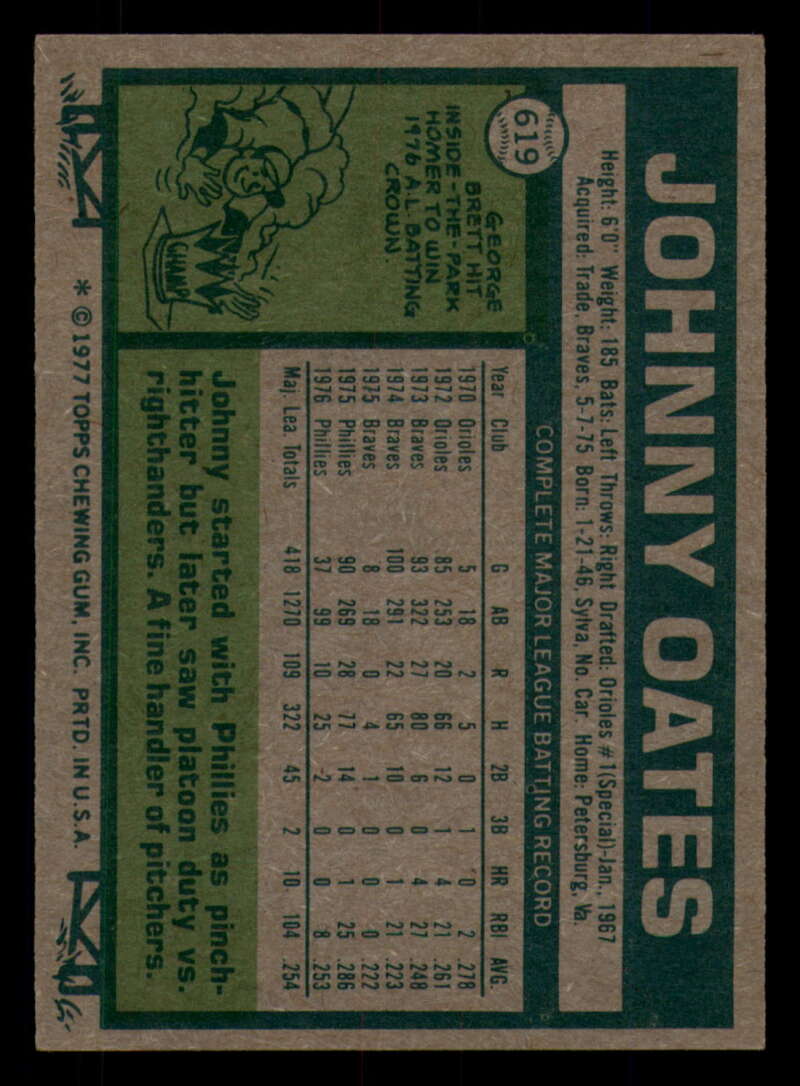 619
JOHNNY OATES
Height: 6'0" Weight: 185 Bats: Left Throws: Right Drafted: Orioles #1(Special)-Jan., 1967
Acquired: Trade, Braves, 5-7-75 Born: 1-21-46, Sylva, No. Car. Home: Petersburg, Va.
COMPLETE MAJOR LEAGUE BATTING RECORD
Year Club G AB R H 2B 3B HR RBI AVG.
1970 Orioles 5 18 2 5 0 1 0 2 .278
1972 Orioles 85 253 20 66 12 1 4 21 .261
1973 Braves 93 322 27 80 6 0 4 27 .248
1974 Braves 100 291 22 65 10 0 1 21 .223
1975 Braves 8 18 0 4 1 0 0 0 .222
1975 Phillies 90 269 28 77 14 0 1 25 .286
1976 Phillies 37 99 10 25 2 0 0 8 .253
Maj. Lea. Totals 418 1270 109 322 45 2 10 104 .254
GEORGE
BRETT HIT
INSIDE-THE-PARK
HOMER TO WIN
1976 A.L. BATTING
CROWN.
CHAMP
Johnny started with Phillies as pinch-
hitter but later saw platoon duty vs.
righthanders. A fine handler of pitchers.
* © 1977 TOPPS CHEWING GUM, INC. PRTD. IN U.S.A.